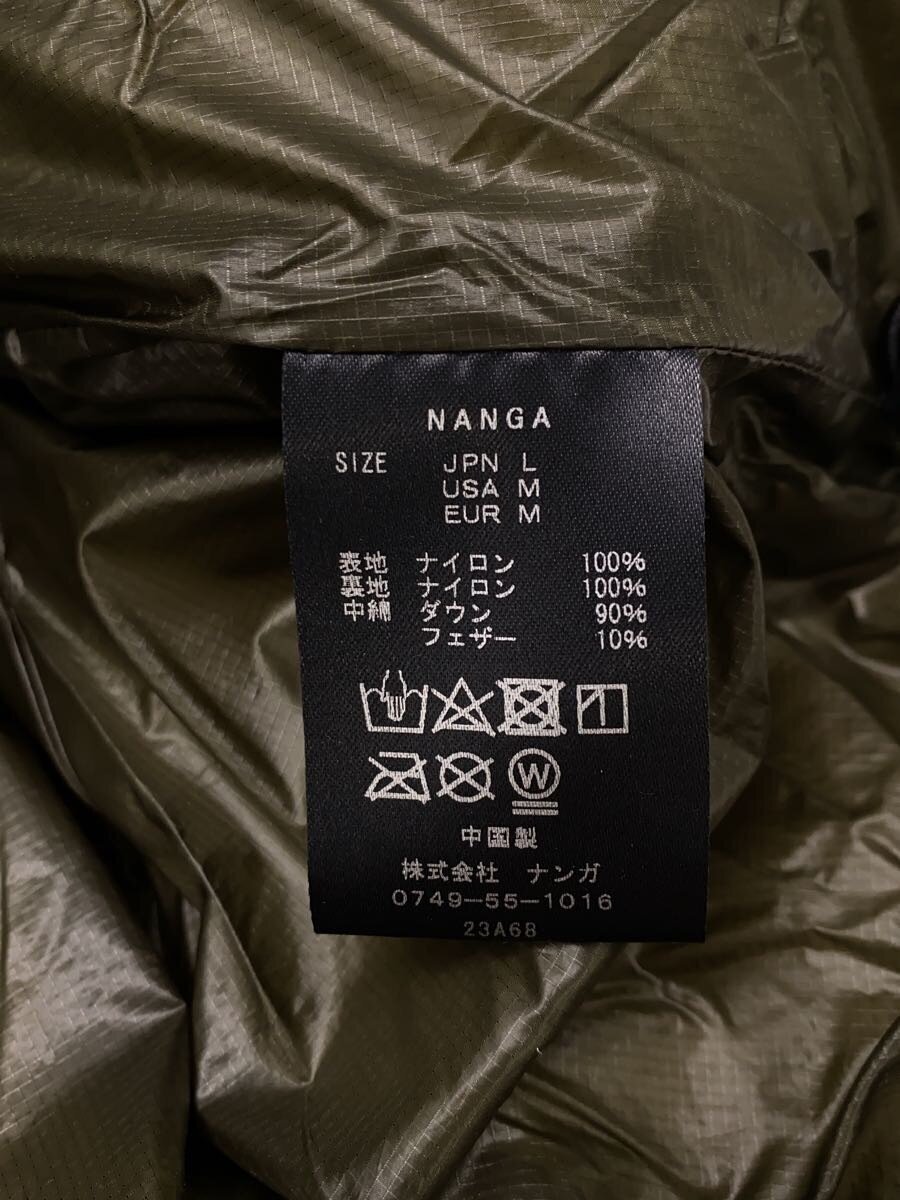 NANGA
SIZE JPN L
USA M
EUR M
表地 ナイロン 100%
裏地 ナイロン 100%
中綿 ダウン 90%
フェザー 10%
W
中国製
株式会社 ナンガ
0749-55-1016
23A68